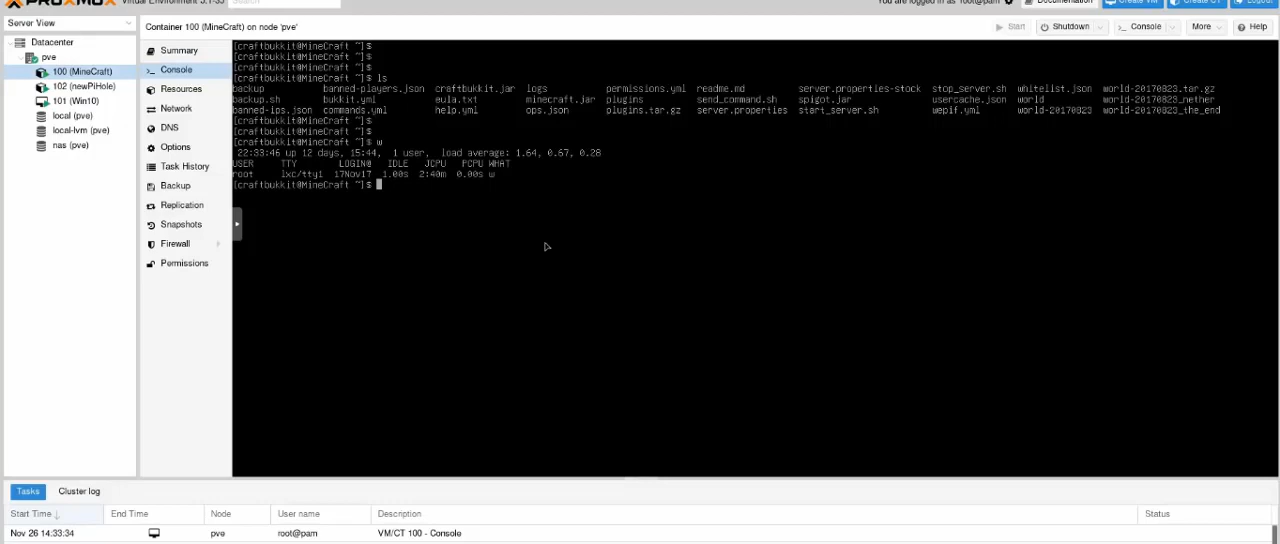 PROXMOX Virtual Environment 5.1-35 Search You are logged in as 'root@pam' Documentation Create VM Create CT Logout
Server View
Container 100 (MineCraft) on node 'pve' Start Shutdown Console More Help
Datacenter
pve
100 (MineCraft)
102 (newPiHole)
101 (Win10)
local (pve)
local-lvm (pve)
nas (pve)
Summary
Console
Resources
Network
DNS
Options
Task History
Backup
Replication
Snapshots
Firewall
Permissions
[craftbukkit@MineCraft ~]$
[craftbukkit@MineCraft ~]$
[craftbukkit@MineCraft ~]$
[craftbukkit@MineCraft ~]$ ls
backup banned-players.json craftbukkit.jar logs permissions.yml readme.md server.properties-stock stop_server.sh whitelist.json world-20170823.tar.gz
backup.sh bukkit.yml eula.txt minecraft.jar plugins send_command.sh spigot.jar usercache.json world world-20170823_nether
banned-ips.json commands.yml help.yml ops.json plugins.tar.gz server.properties start_server.sh wepif.yml world-20170823 world-20170823_the_end
[craftbukkit@MineCraft ~]$
[craftbukkit@MineCraft ~]$
[craftbukkit@MineCraft ~]$ w
22:33:46 up 12 days, 15:44, 1 user, load average: 1.64, 0.67, 0.28
USER TTY LOGIN@ IDLE JCPU PCPU WHAT
root lxc/tty1 17Nov17 1.00s 2:40m 0.00s w
[craftbukkit@MineCraft ~]$
Tasks Cluster log
Start Time End Time Node User name Description Status
Nov 26 14:33:34 pve root@pam VM/CT 100 - Console